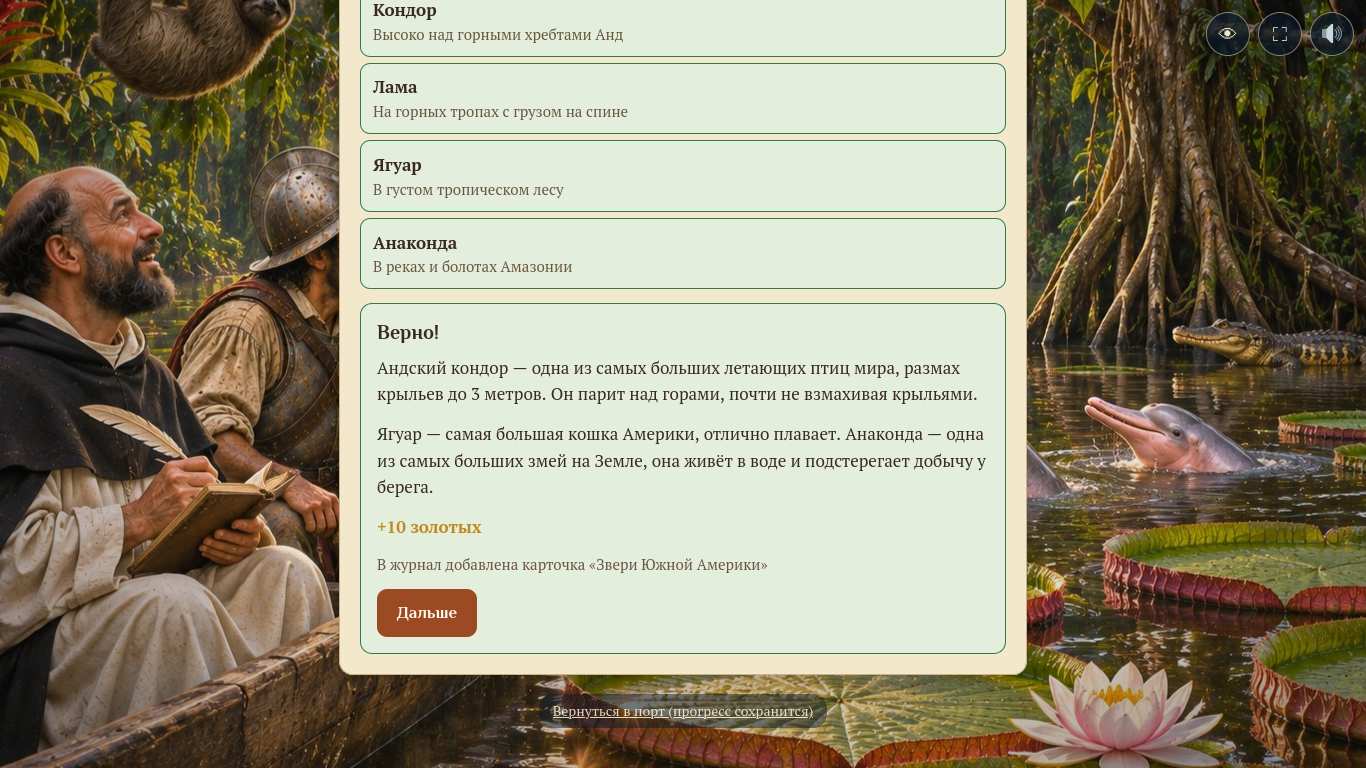 Кондор
Высоко над горными хребтами Анд
Лама
На горных тропах с грузом на спине
Ягуар
В густом тропическом лесу
Анаконда
В реках и болотах Амазонии
Верно!
Андский кондор — одна из самых больших летающих птиц мира, размах
крыльев до 3 метров. Он парит над горами, почти не взмахивая крыльями.
Ягуар — самая большая кошка Америки, отлично плавает. Анаконда — одна
из самых больших змей на Земле, она живёт в воде и подстерегает добычу у
берега.
+10 золотых
В журнал добавлена карточка «Звери Южной Америки»
Дальше
Вернуться в порт (прогресс сохранится)